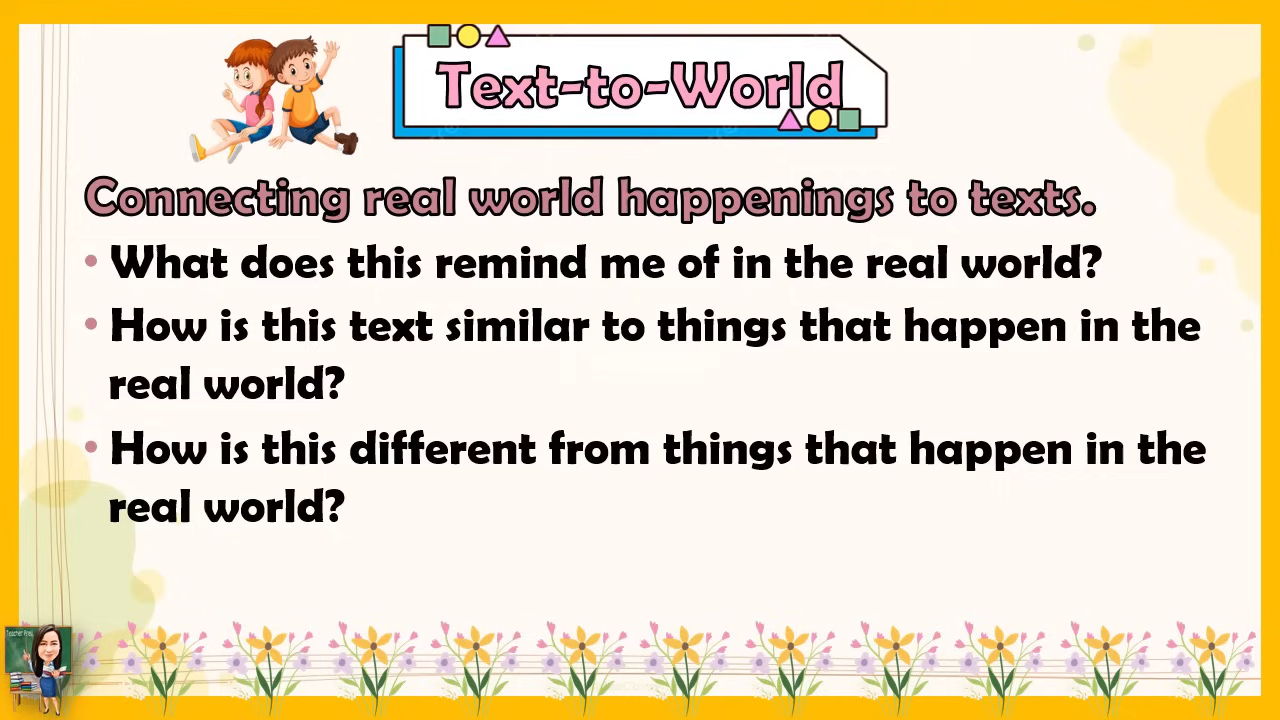 Text-to-World
Connecting real world happenings to texts.
• What does this remind me of in the real world?
• How is this text similar to things that happen in the
real world?
• How is this different from things that happen in the
real world?